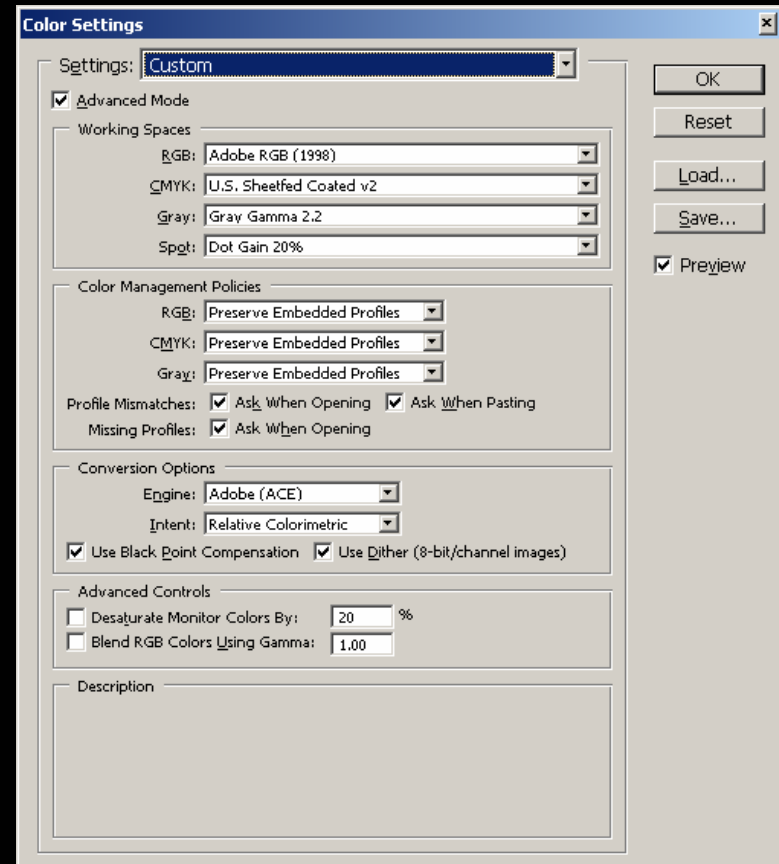 Color Settings
Settings: Custom
Advanced Mode
Working Spaces
RGB: Adobe RGB (1998)
CMYK: U.S. Sheetfed Coated v2
Gray: Gray Gamma 2.2
Spot: Dot Gain 20%
Color Management Policies
RGB: Preserve Embedded Profiles
CMYK: Preserve Embedded Profiles
Gray: Preserve Embedded Profiles
Profile Mismatches: Ask When Opening Ask When Pasting
Missing Profiles: Ask When Opening
Conversion Options
Engine: Adobe (ACE)
Intent: Relative Colorimetric
Use Black Point Compensation Use Dither (8-bit/channel images)
Advanced Controls
Desaturate Monitor Colors By: 20 %
Blend RGB Colors Using Gamma: 1.00
Description
OK
Reset
Load...
Save...
Preview